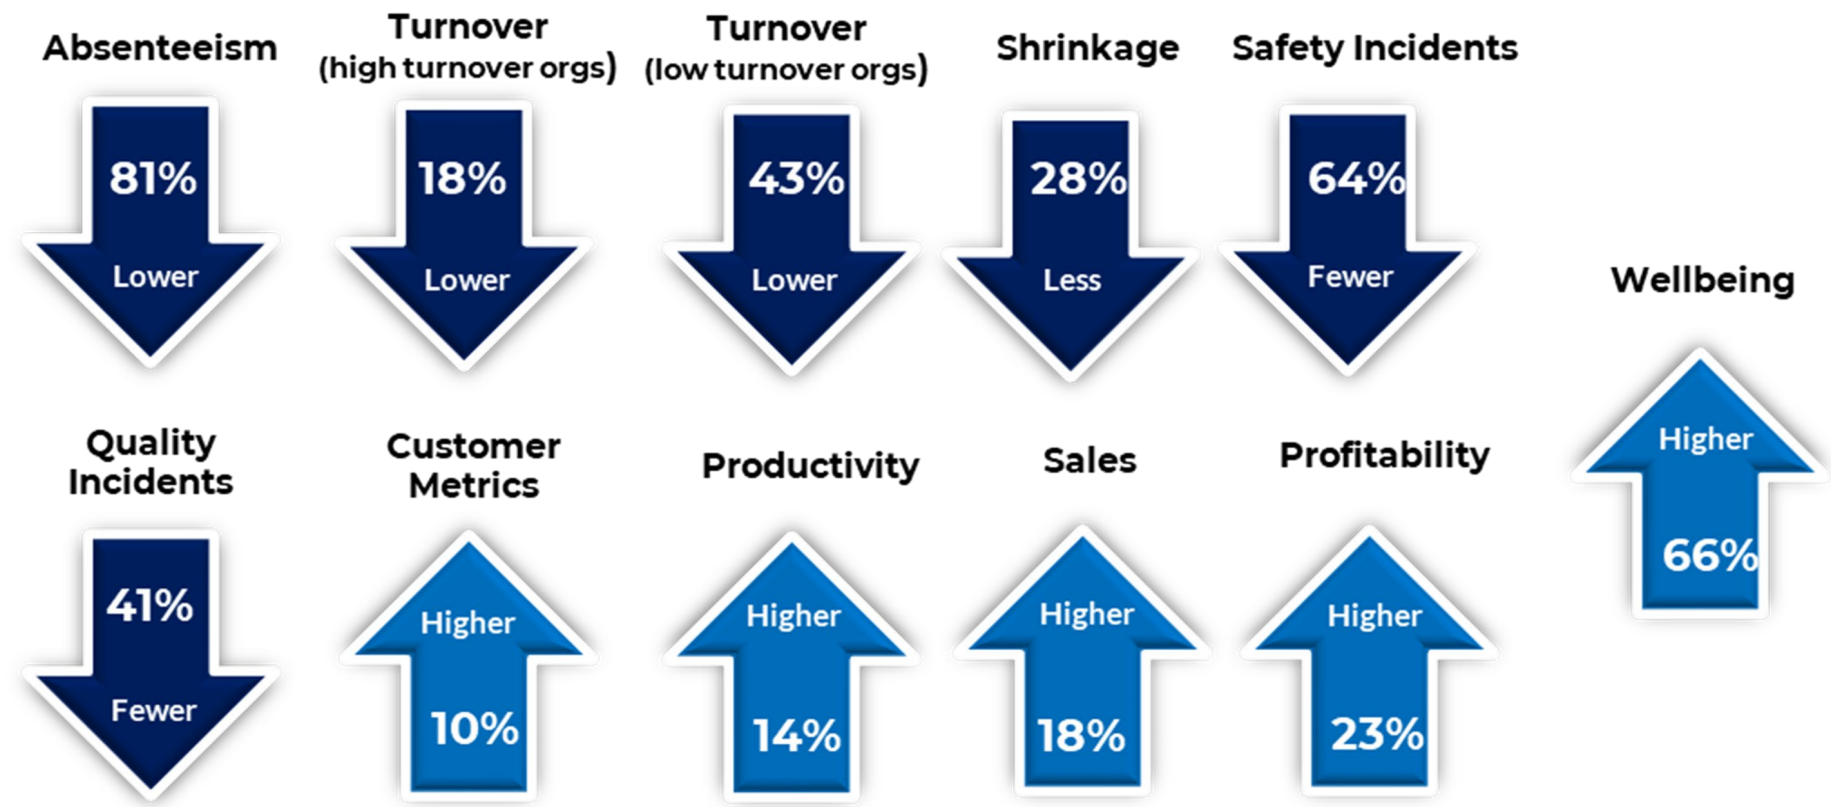 Absenteeism
81%
Lower
Turnover
(high turnover orgs)
18%
Lower
Turnover
(low turnover orgs)
43%
Lower
Shrinkage
28%
Less
Safety Incidents
64%
Fewer
Wellbeing
Higher
66%
Quality
Incidents
41%
Fewer
Customer
Metrics
Higher
10%
Productivity
Higher
14%
Sales
Higher
18%
Profitability
Higher
23%